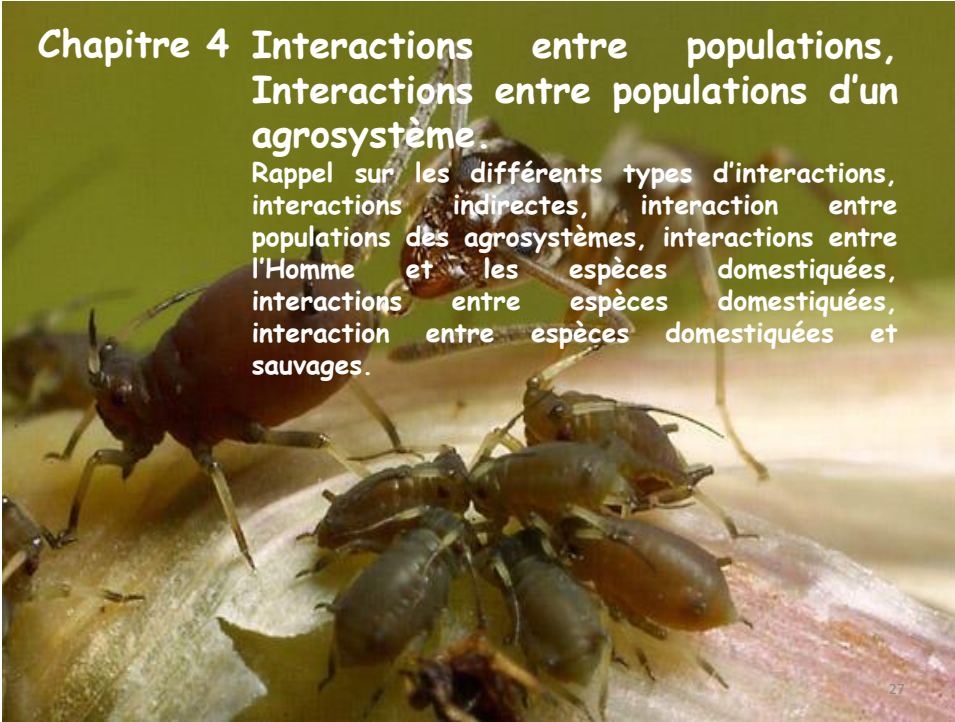 Chapitre 4 Interactions entre populations,
Interactions entre populations d'un
agrosystème.
Rappel sur les différents types d'interactions,
interactions indirectes, interaction entre
populations des agrosystèmes, interactions entre
l'Homme et les espèces domestiquées,
interactions entre espèces domestiquées,
interaction entre espèces domestiquées et
sauvages.
27